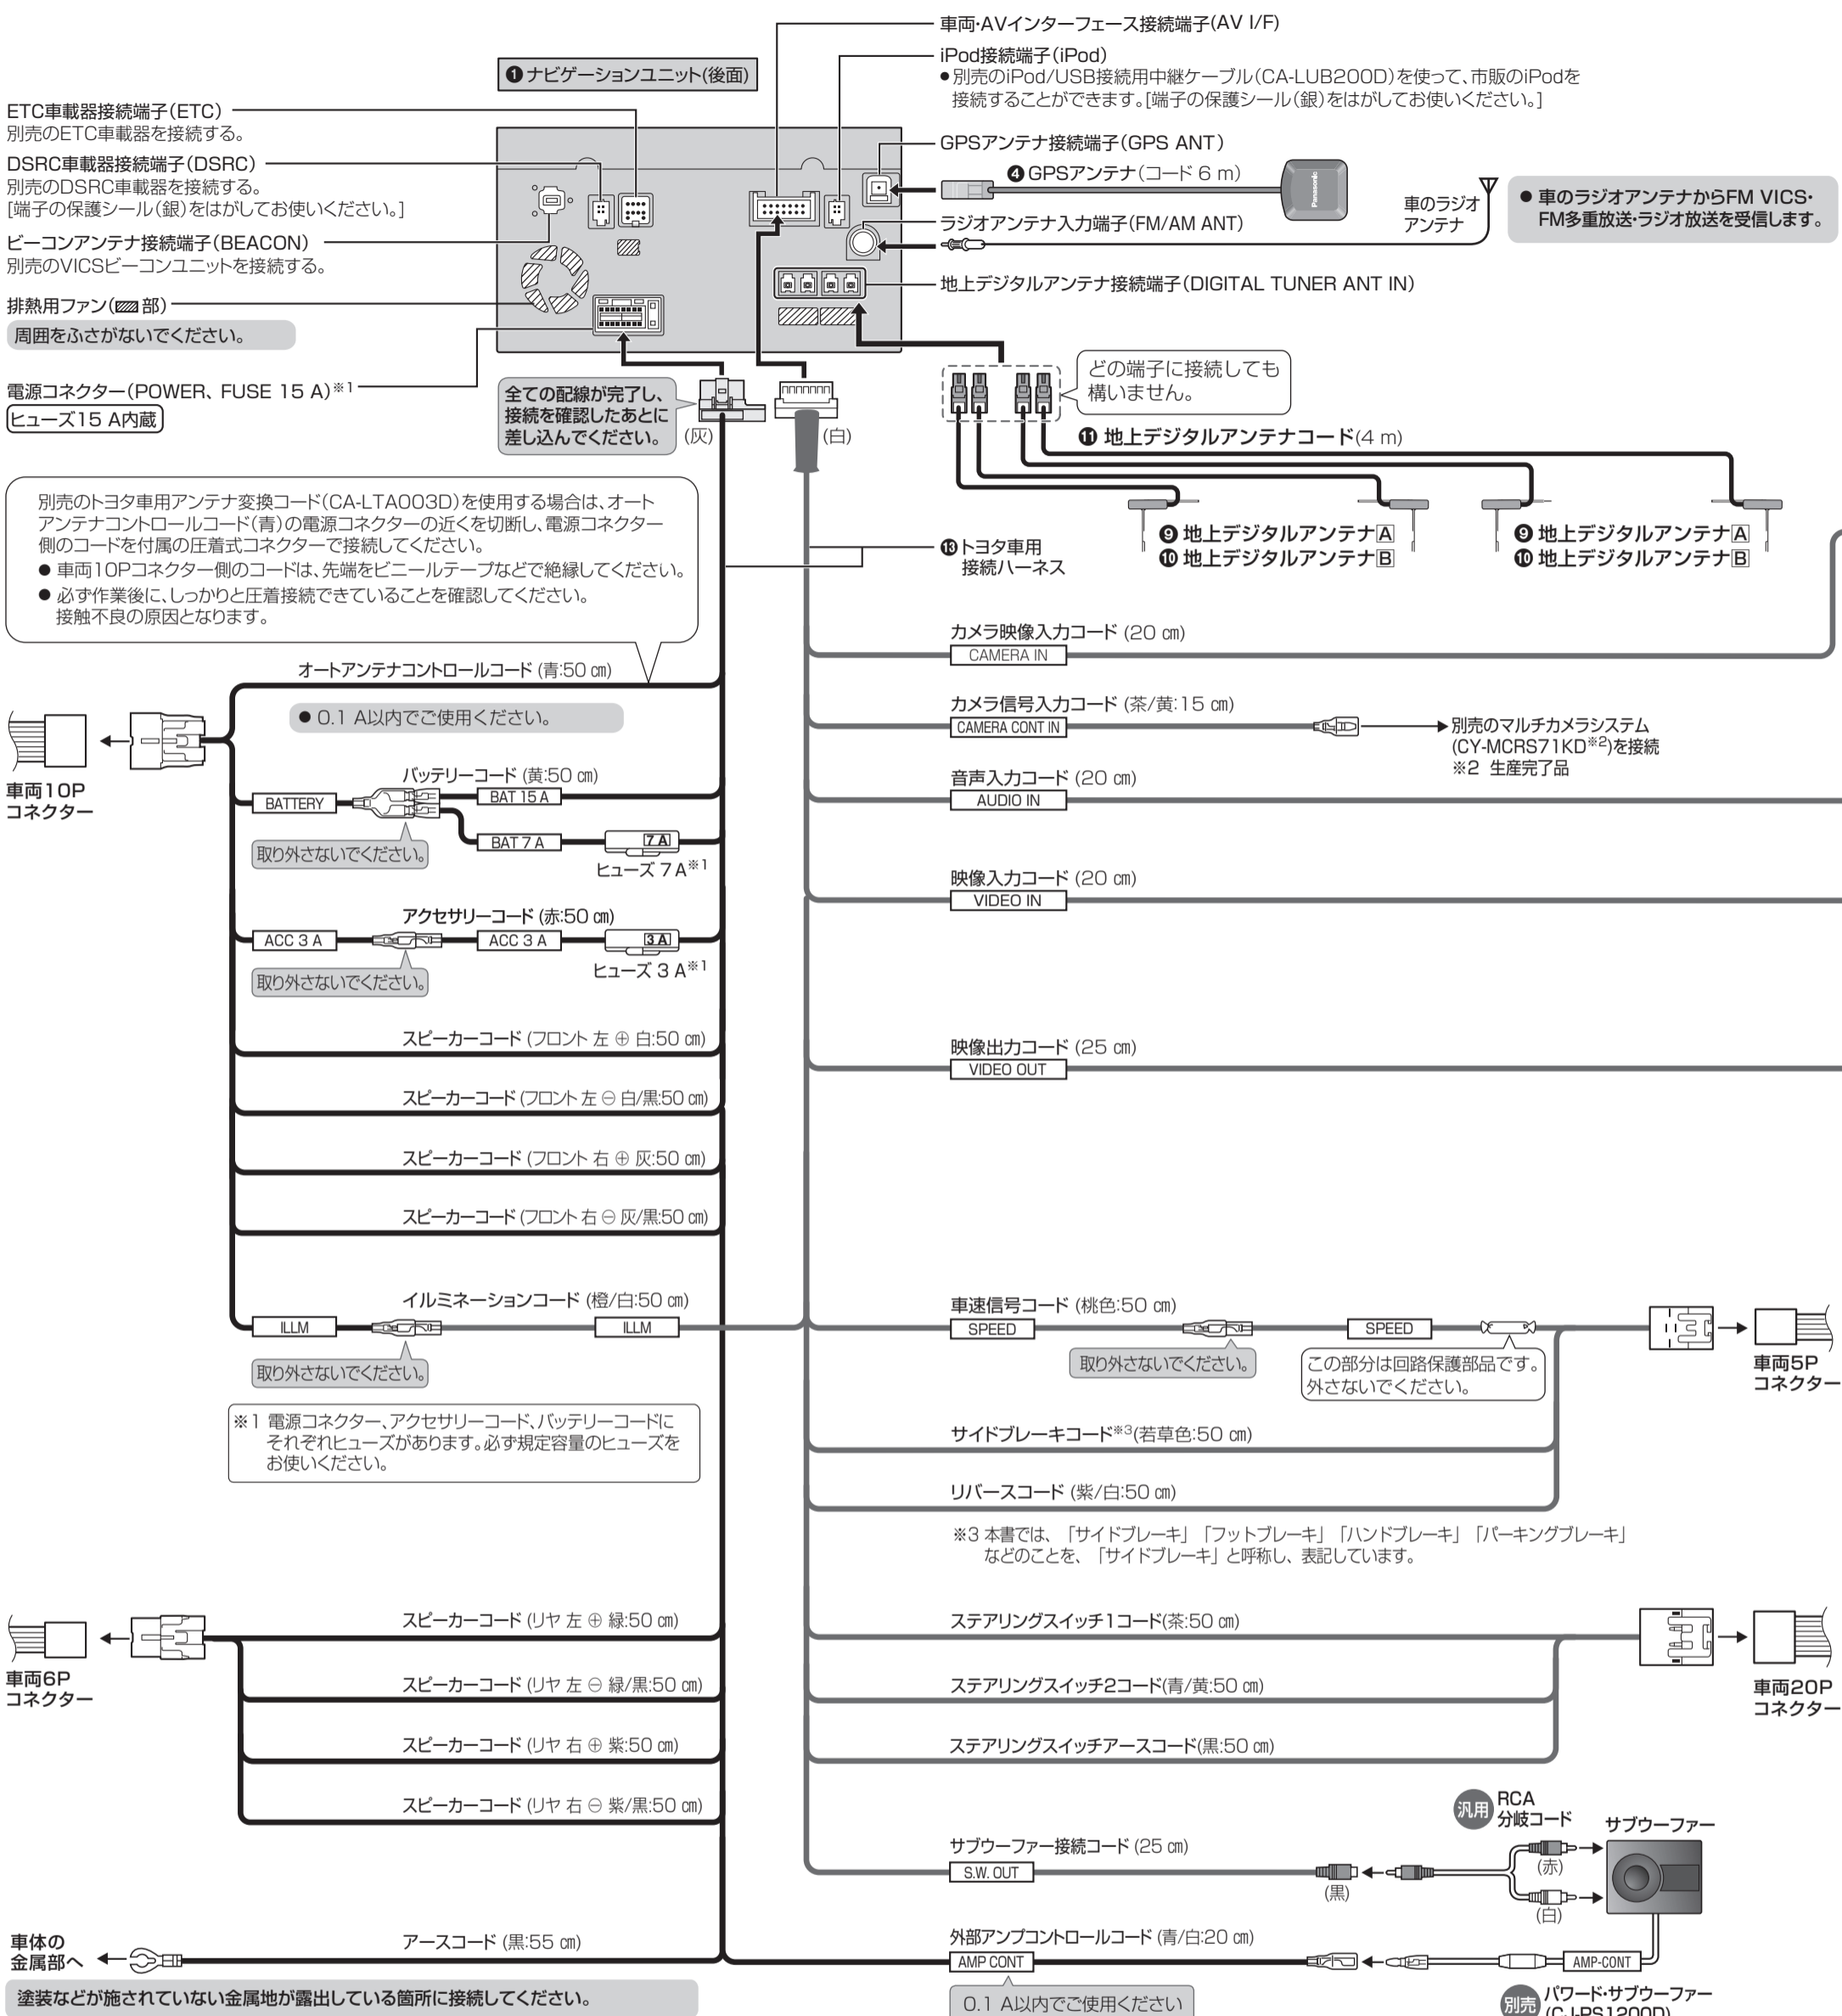 車両・AVインターフェース接続端子(AV I/F)
iPod接続端子(iPod)
●別売のiPod/USB接続用中継ケーブル(CA-LUB200D)を使って、市販のiPodを
接続することができます。[端子の保護シール(銀)をはがしてお使いください。]
❶ナビゲーションユニット(後面)
ETC車載器接続端子(ETC)
別売のETC車載器を接続する。
DSRC車載器接続端子(DSRC)
別売のDSRC車載器を接続する。
[端子の保護シール(銀)をはがしてお使いください。]
ビーコンアンテナ接続端子(BEACON)
別売のVICSビーコンユニットを接続する。
排熱用ファン(部)
周囲をふさがないでください。
電源コネクター(POWER、FUSE 15 A)※1
ヒューズ15 A内蔵
GPSアンテナ接続端子(GPS ANT)
❹GPSアンテナ(コード 6 m)
Panasonic
ラジオアンテナ入力端子(FM/AM ANT)
車のラジオ
アンテナ
●車のラジオアンテナからFM VICS・
FM多重放送・ラジオ放送を受信します。
地上デジタルアンテナ接続端子(DIGITAL TUNER ANT IN)
全ての配線が完了し、
接続を確認したあとに
差し込んでください。
(灰)
(白)
どの端子に接続しても
構いません。
⓫ 地上デジタルアンテナコード(4 m)
❾ 地上デジタルアンテナA
❿ 地上デジタルアンテナB
❾ 地上デジタルアンテナA
❿ 地上デジタルアンテナB
別売のトヨタ車用アンテナ変換コード(CA-LTA003D)を使用する場合は、オート
アンテナコントロールコード(青)の電源コネクターの近くを切断し、電源コネクター
側のコードを付属の圧着式コネクターで接続してください。
● 車両10Pコネクター側のコードは、先端をビニールテープなどで絶縁してください。
● 必ず作業後に、しっかりと圧着接続できていることを確認してください。
接触不良の原因となります。
⓭トヨタ車用
接続ハーネス
オートアンテナコントロールコード (青:50 ㎝)
● 0.1 A以内でご使用ください。
車両10P
コネクター
バッテリーコード (黄:50 ㎝)
BATTERY
BAT 15 A
取り外さないでください。
BAT 7 A
7 A
ヒューズ 7 A※1
アクセサリーコード (赤:50 ㎝)
ACC 3 A
ACC 3 A
3 A
取り外さないでください。
ヒューズ 3 A※1
スピーカーコード (フロント 左 ⊕ 白:50 ㎝)
スピーカーコード (フロント 左 ⊖ 白/黒:50 ㎝)
スピーカーコード (フロント 右 ⊕ 灰:50 ㎝)
スピーカーコード (フロント 右 ⊖ 灰/黒:50 ㎝)
イルミネーションコード (橙/白:50 ㎝)
ILLM
ILLM
取り外さないでください。
※1 電源コネクター、アクセサリーコード、バッテリーコードに
それぞれヒューズがあります。必ず規定容量のヒューズを
お使いください。
車両6P
コネクター
スピーカーコード (リヤ 左 ⊕ 緑:50 ㎝)
スピーカーコード (リヤ 左 ⊖ 緑/黒:50 ㎝)
スピーカーコード (リヤ 右 ⊕ 紫:50 ㎝)
スピーカーコード (リヤ 右 ⊖ 紫/黒:50 ㎝)
車体の
金属部へ
アースコード (黒:55 ㎝)
塗装などが施されていない金属地が露出している箇所に接続してください。
カメラ映像入力コード (20 ㎝)
CAMERA IN
カメラ信号入力コード (茶/黄:15 ㎝)
CAMERA CONT IN
別売のマルチカメラシステム
(CY-MCRS71KD※2)を接続
※2 生産完了品
音声入力コード (20 ㎝)
AUDIO IN
映像入力コード (20 ㎝)
VIDEO IN
映像出力コード (25 ㎝)
VIDEO OUT
車速信号コード (桃色:50 ㎝)
SPEED
SPEED
取り外さないでください。
この部分は回路保護部品です。
外さないでください。
車両5P
コネクター
サイドブレーキコード※3(若草色:50 ㎝)
リバースコード (紫/白:50 ㎝)
※3 本書では、「サイドブレーキ」「フットブレーキ」「ハンドブレーキ」「パーキングブレーキ」
などのことを、「サイドブレーキ」と呼称し、表記しています。
ステアリングスイッチ1コード(茶:50 ㎝)
ステアリングスイッチ2コード(青/黄:50 ㎝)
ステアリングスイッチアースコード(黒:50 ㎝)
車両20P
コネクター
サブウーファー接続コード (25 ㎝)
S.W. OUT
(黒)
汎用
RCA
分岐コード
(赤)
(白)
サブウーファー
外部アンプコントロールコード (青/白:20 ㎝)
AMP CONT
AMP-CONT
0.1 A以内でご使用ください
別売
パワード・サブウーファー
(CJ-PS1200D)